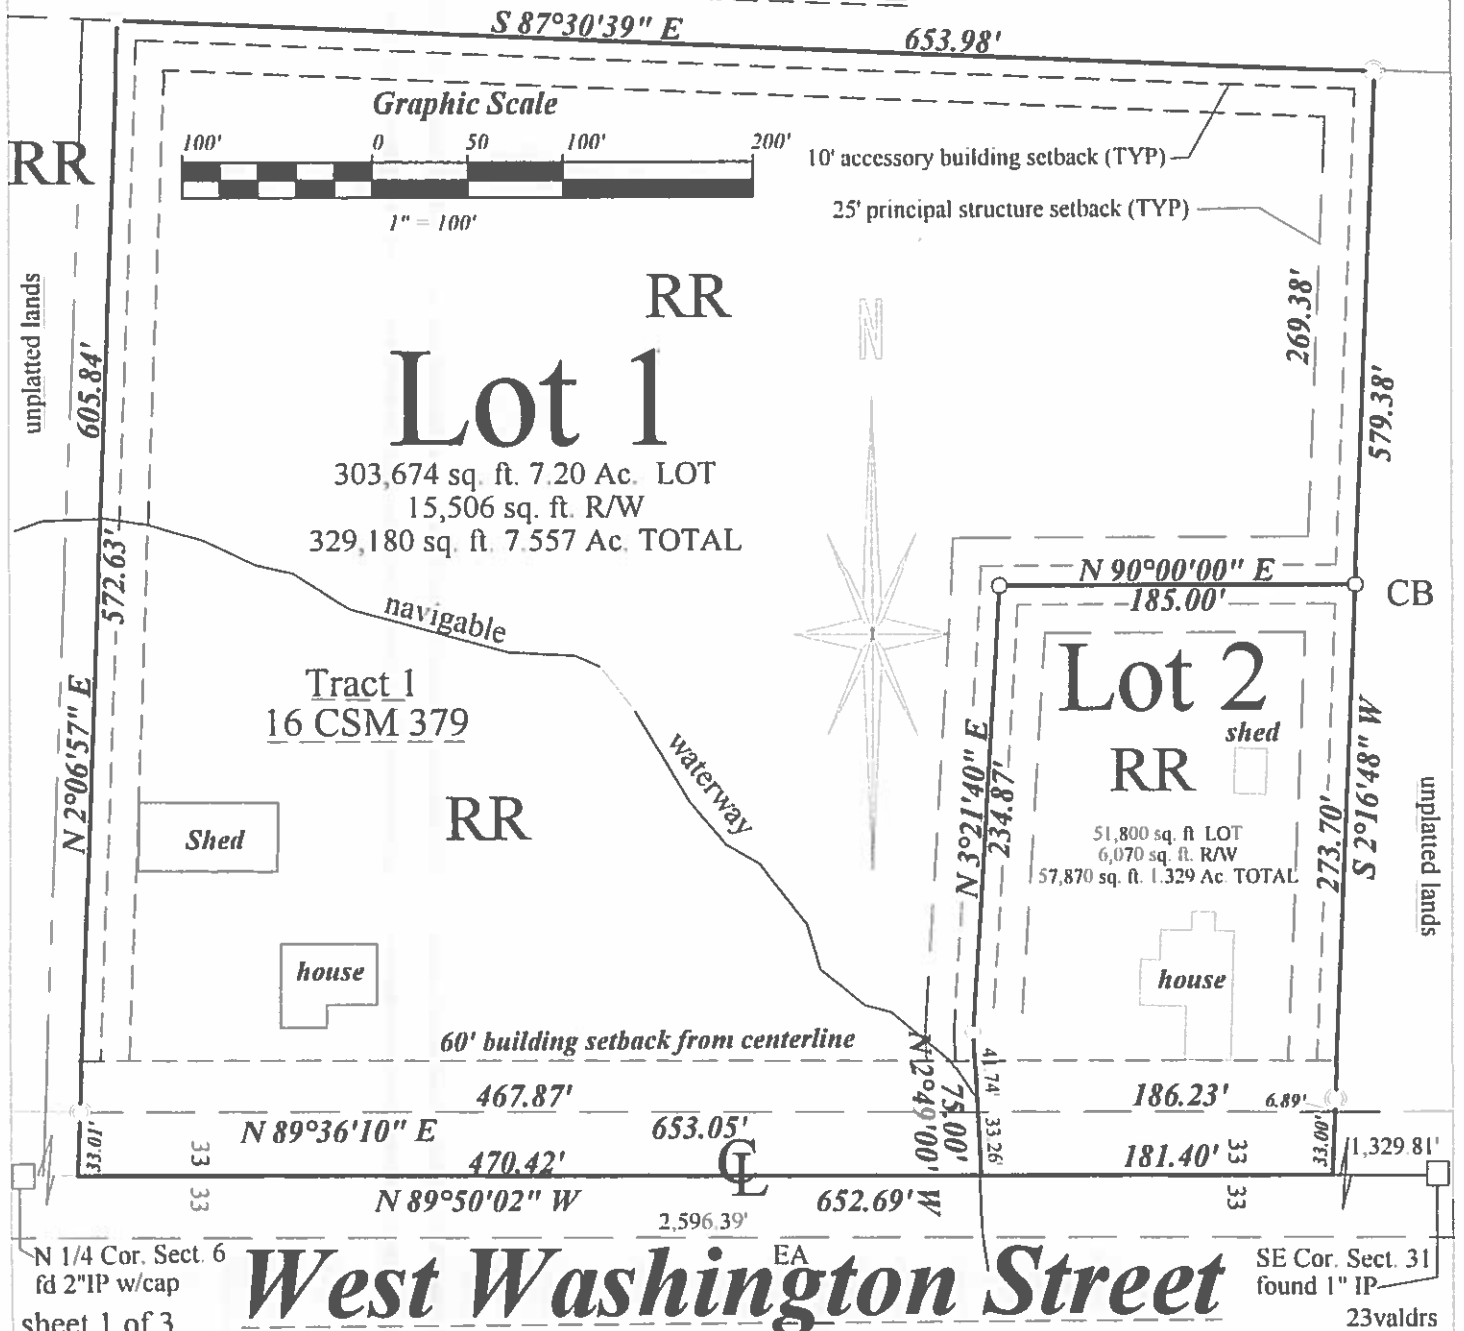 S 87°30'39" E
653.98'
Graphic Scale
100' 0 50 100' 200'
1" = 100'
10' accessory building setback (TYP)
25' principal structure setback (TYP)
RR
RR
unplatted lands
605.84'
269.38'
579.38'
Lot 1
303,674 sq. ft. 7.20 Ac. LOT
15,506 sq. ft. R/W
329,180 sq. ft. 7.557 Ac. TOTAL
572.63'
navigable
N 90°00'00" E
185.00'
CB
Tract 1
16 CSM 379
N 2°06'57" E
waterway
Lot 2
shed
RR
RR
N 3°21'40" E
234.87'
51,800 sq. ft LOT
6,070 sq. ft. R/W
57,870 sq. ft. 1.329 Ac. TOTAL
273.70'
S 2°16'48" W
unplatted lands
Shed
house
house
N
60' building setback from centerline
N 2°49'00" W
75.00'
41.74'
33.26'
467.87'
186.23'
6.89'
33.01'
N 89°36'10" E
653.05'
33
33
470.42'
CL
181.40'
33
33
33.00'
1,329.81'
N 89°50'02" W
652.69'
2,596.39'
N 1/4 Cor. Sect. 6
fd 2"IP w/cap
sheet 1 of 3
EA
West Washington Street
SE Cor. Sect. 31
found 1" IP
23valdrs